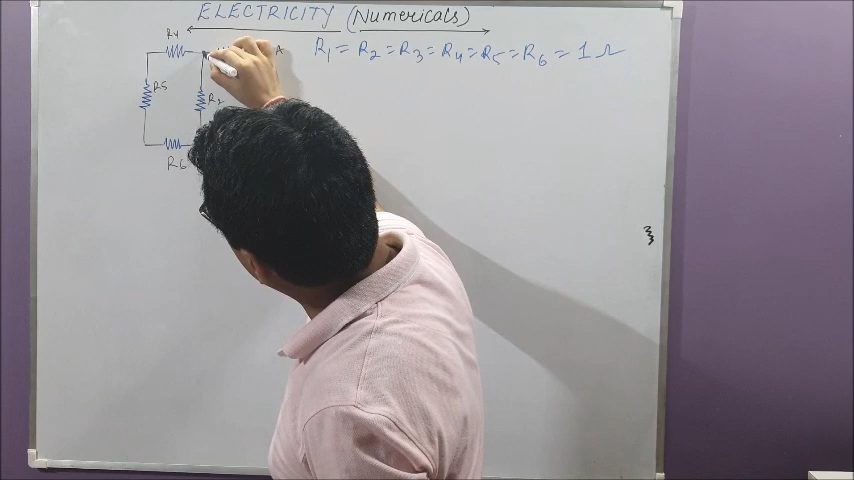 ELECTRICITY (Numericals)
R4
A
R1 = R2 = R3 = R4 = R5 = R6 = 1 Ω
R5
R2
R6